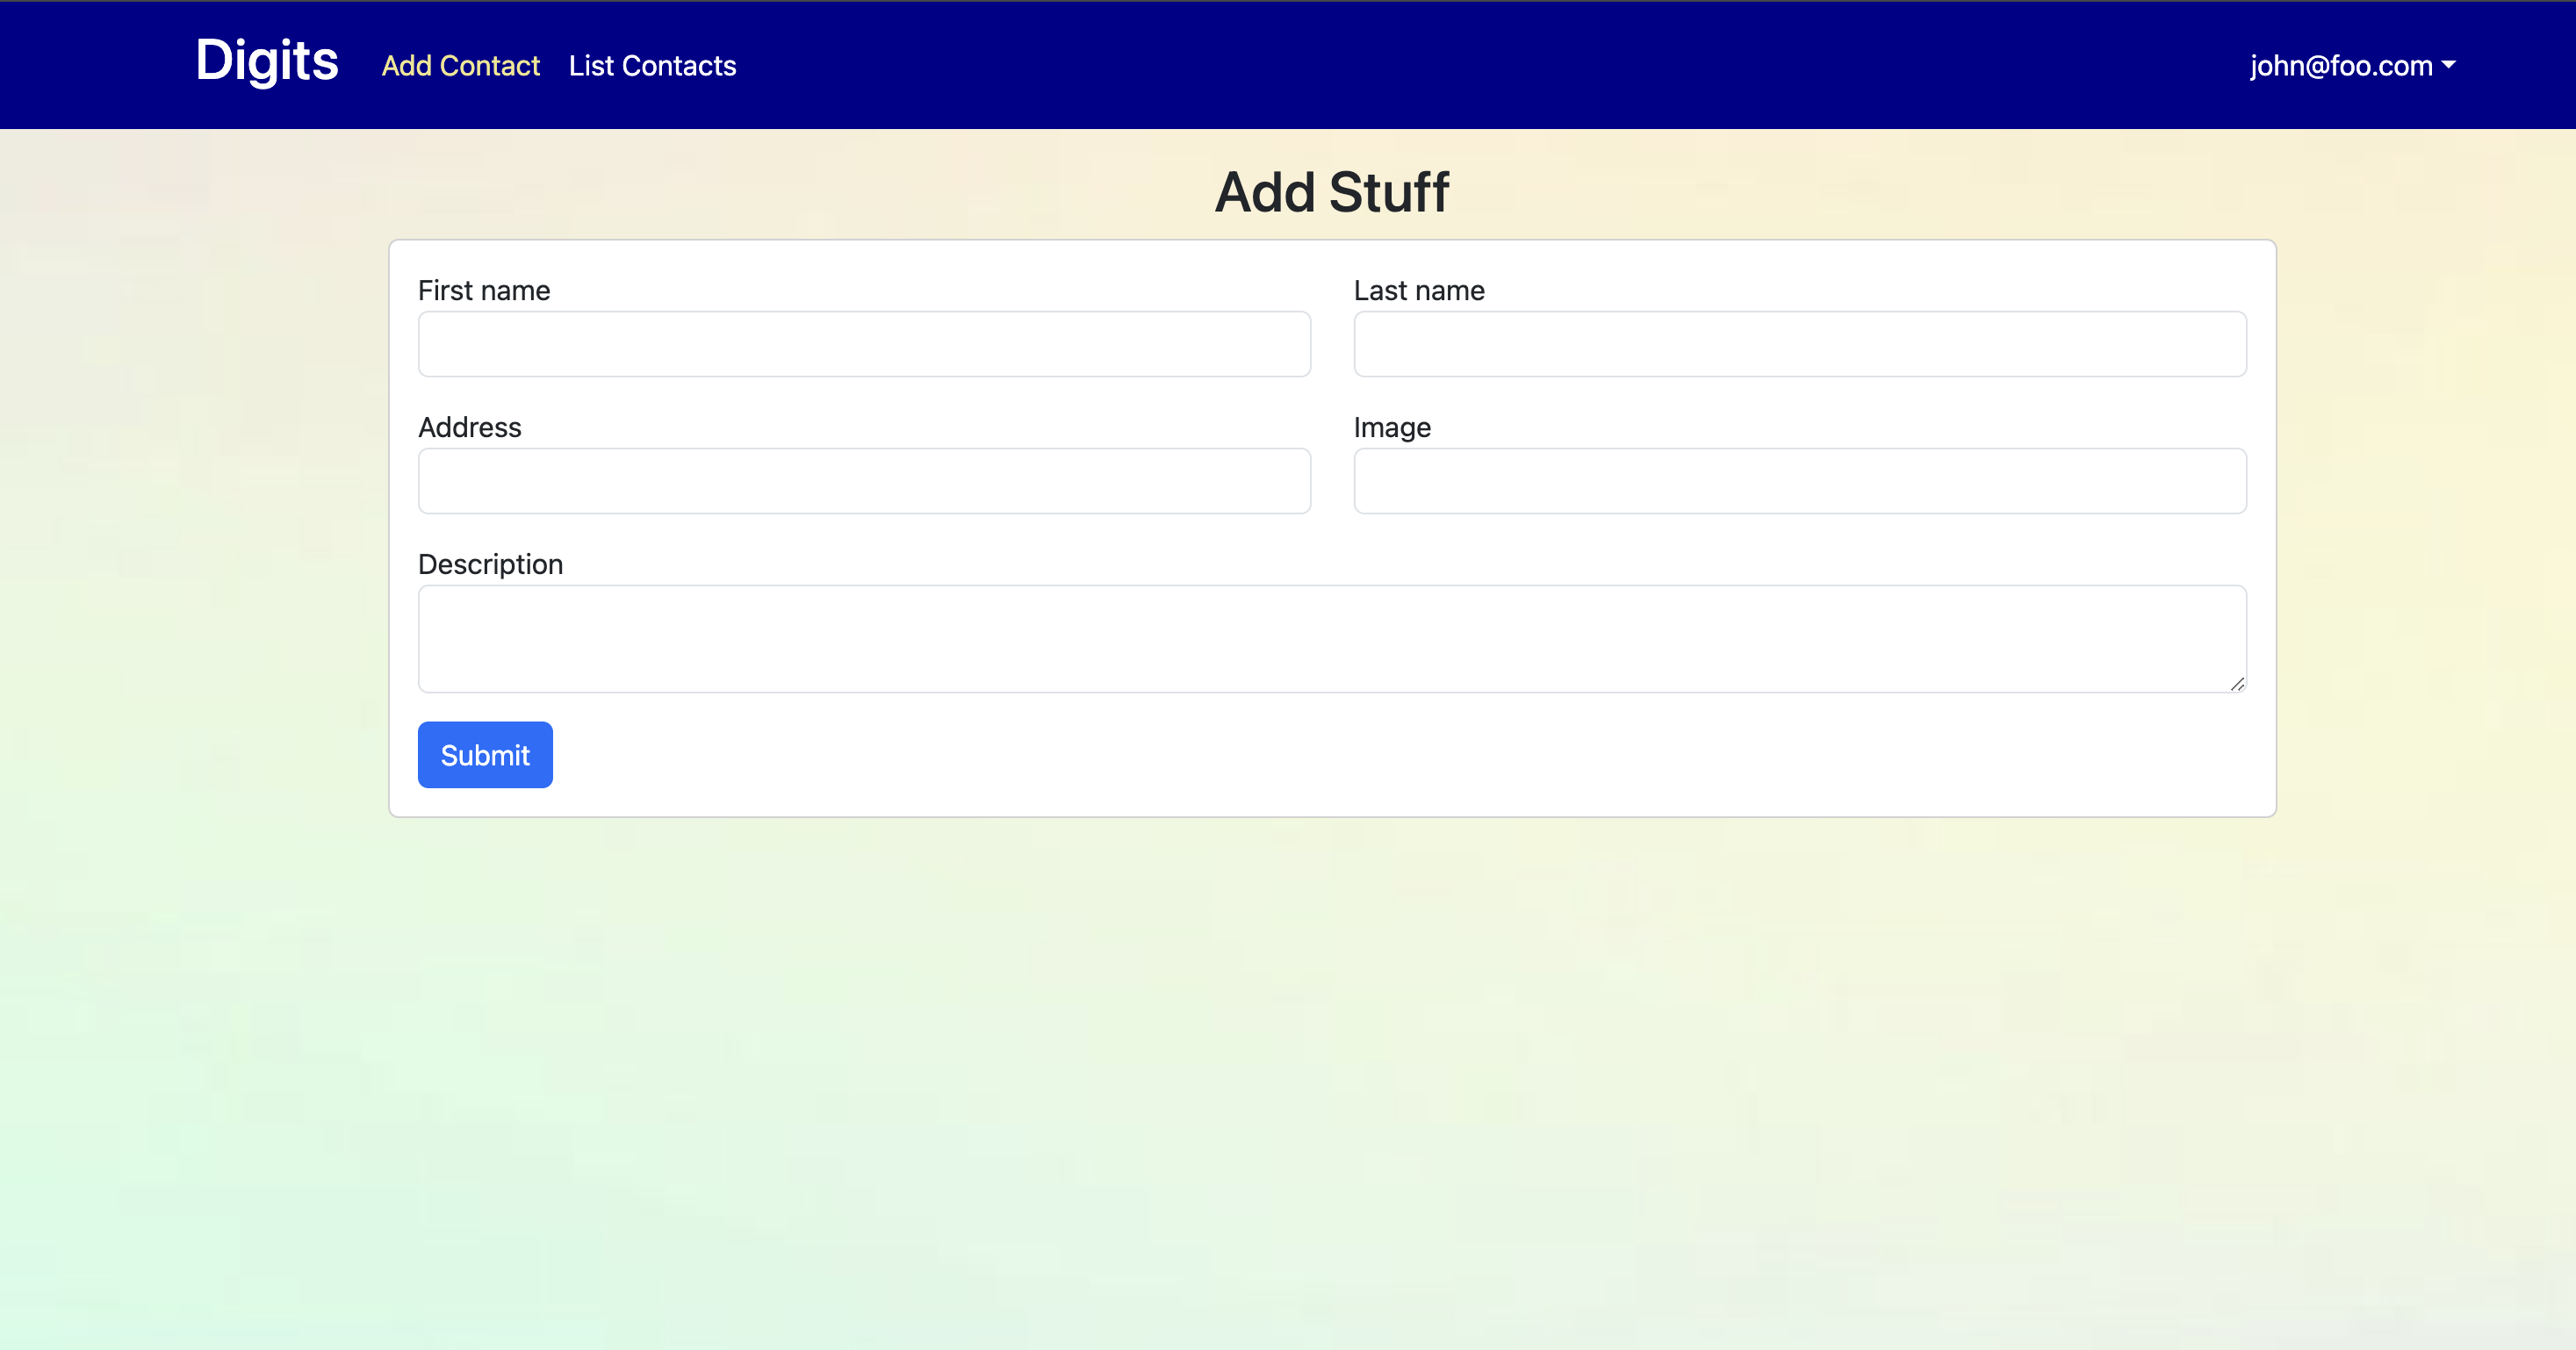 Digits Add Contact List Contacts john@foo.com
Add Stuff
First name Last name
Address Image
Description
Submit